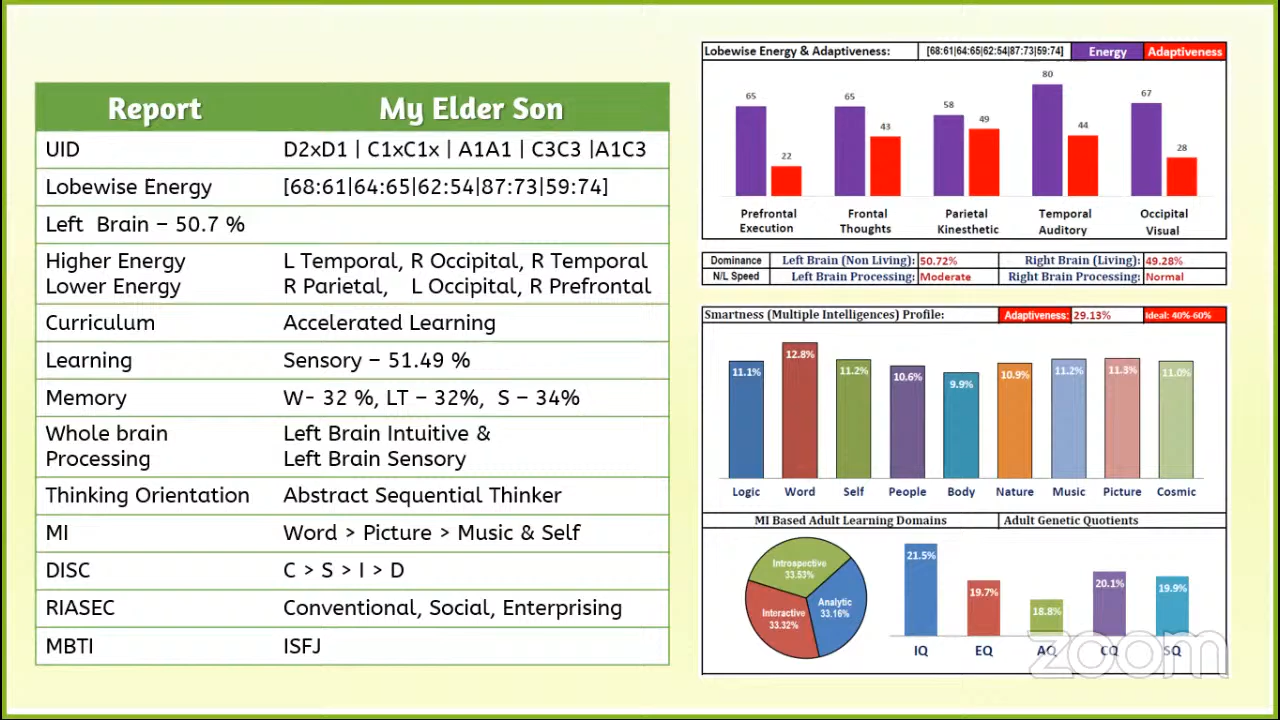 Report My Elder Son
UID D2xD1 | C1xC1x | A1A1 | C3C3 |A1C3
Lobewise Energy [68:61|64:65|62:54|87:73|59:74]
Left Brain – 50.7 %
Higher Energy L Temporal, R Occipital, R Temporal
Lower Energy R Parietal, L Occipital, R Prefrontal
Curriculum Accelerated Learning
Learning Sensory – 51.49 %
Memory W- 32 %, LT – 32%, S – 34%
Whole brain Left Brain Intuitive &
Processing Left Brain Sensory
Thinking Orientation Abstract Sequential Thinker
MI Word > Picture > Music & Self
DISC C > S > I > D
RIASEC Conventional, Social, Enterprising
MBTI ISFJ
Lobewise Energy & Adaptiveness: [68:61|64:65|62:54|87:73|59:74] Energy Adaptiveness
65 22 65 43 58 49 80 44 67 28
Prefrontal Frontal Parietal Temporal Occipital
Execution Thoughts Kinesthetic Auditory Visual
Dominance Left Brain (Non Living): 50.72% Right Brain (Living): 49.28%
N/L Speed Left Brain Processing: Moderate Right Brain Processing: Normal
Smartness (Multiple Intelligences) Profile: Adaptiveness: 29.13% Ideal: 40%-60%
11.1% 12.8% 11.2% 10.6% 9.9% 10.9% 11.2% 11.3% 11.0%
Logic Word Self People Body Nature Music Picture Cosmic
MI Based Adult Learning Domains Adult Genetic Quotients
Introspective
33.53%
Analytic
33.16%
Interactive
33.32%
21.5% 19.7% 18.8% 20.1% 19.9%
IQ EQ AQ CQ SQ
zoom